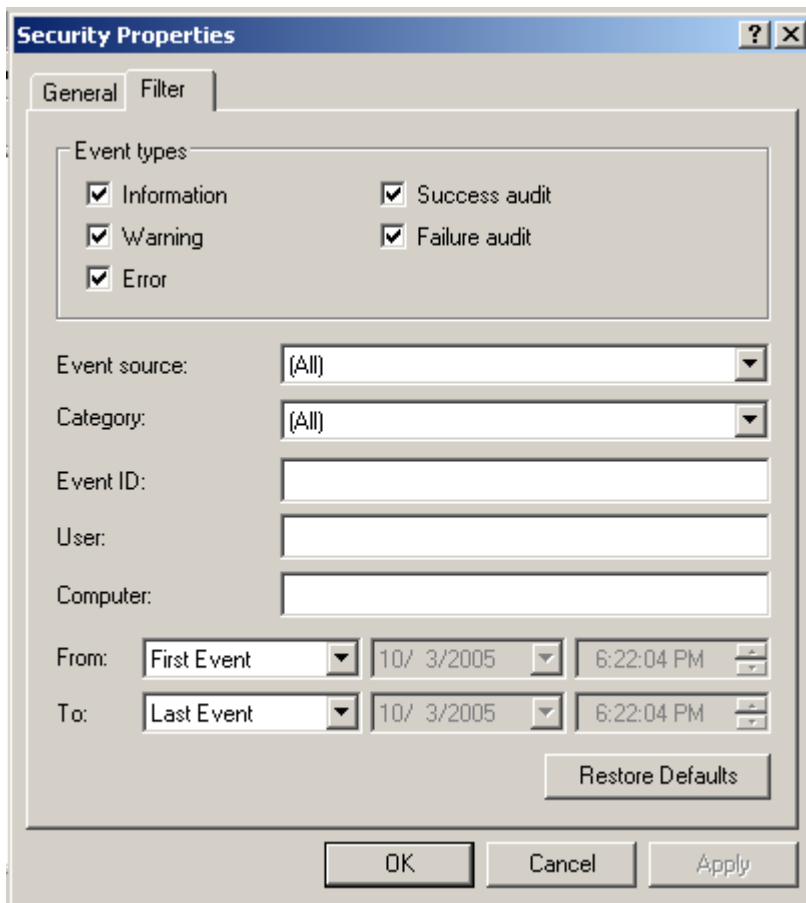 Security Properties
General Filter
Event types
Information Success audit
Warning Failure audit
Error
Event source: (All)
Category: (All)
Event ID:
User:
Computer:
From: First Event 10/ 3/2005 6:22:04 PM
To: Last Event 10/ 3/2005 6:22:04 PM
Restore Defaults
OK Cancel Apply